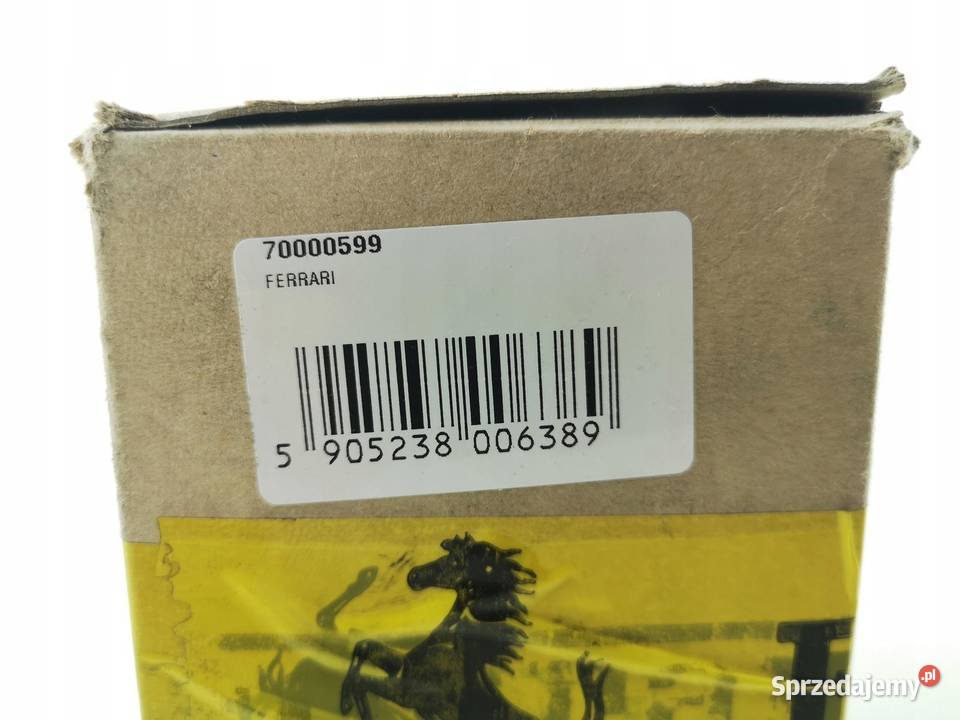 70000599
FERRARI
5 905238 006389
Sprzedajemy.pl